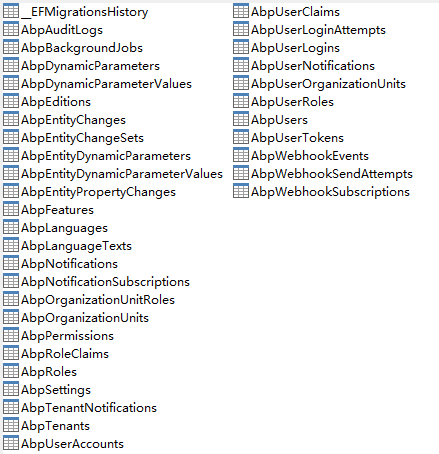 __EFMigrationsHistory
AbpAuditLogs
AbpBackgroundJobs
AbpDynamicParameters
AbpDynamicParameterValues
AbpEditions
AbpEntityChanges
AbpEntityChangeSets
AbpEntityDynamicParameters
AbpEntityDynamicParameterValues
AbpEntityPropertyChanges
AbpFeatures
AbpLanguages
AbpLanguageTexts
AbpNotifications
AbpNotificationSubscriptions
AbpOrganizationUnitRoles
AbpOrganizationUnits
AbpPermissions
AbpRoleClaims
AbpRoles
AbpSettings
AbpTenantNotifications
AbpTenants
AbpUserAccounts
AbpUserClaims
AbpUserLoginAttempts
AbpUserLogins
AbpUserNotifications
AbpUserOrganizationUnits
AbpUserRoles
AbpUsers
AbpUserTokens
AbpWebhookEvents
AbpWebhookSendAttempts
AbpWebhookSubscriptions